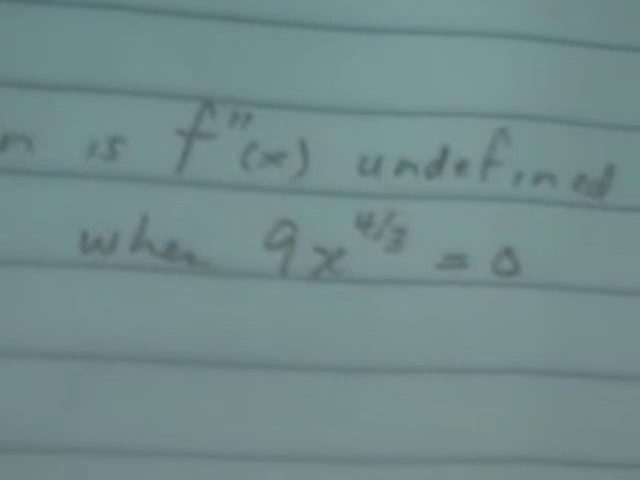 is f"(x) undefined
when 9x^{4/3} = 0